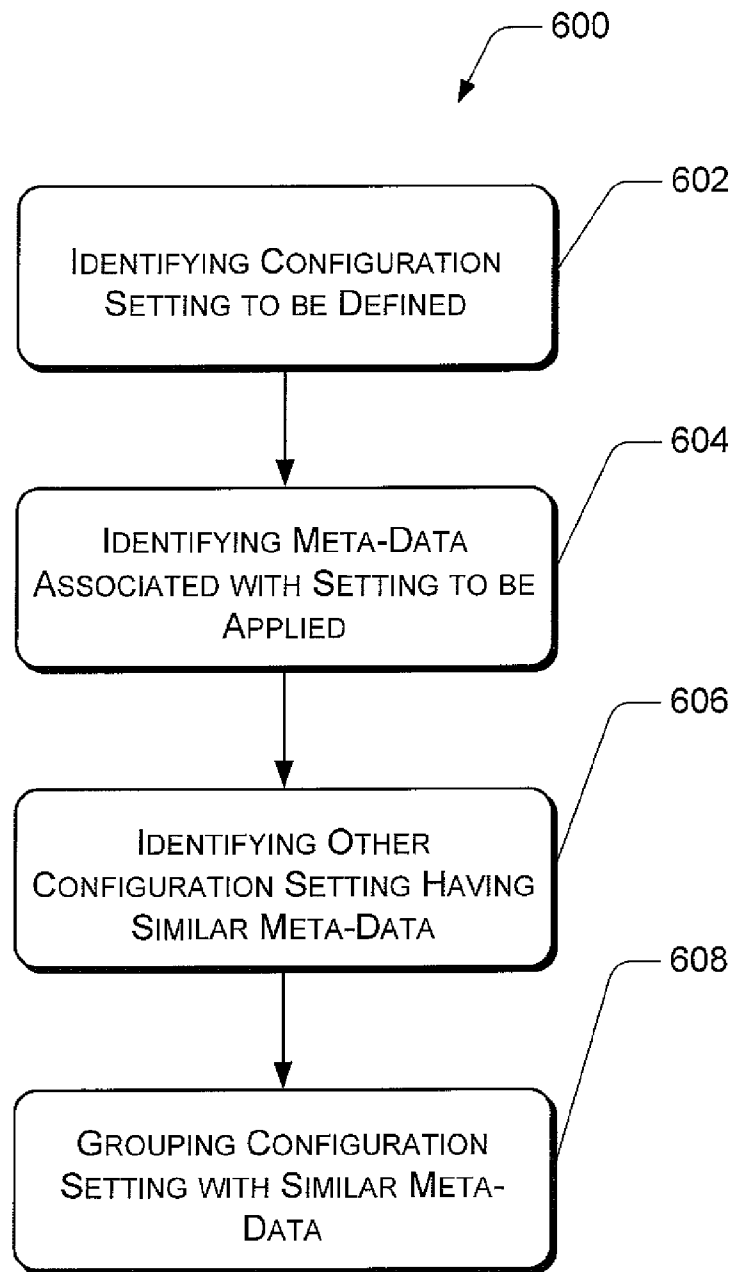 600
602
IDENTIFYING CONFIGURATION
SETTING TO BE DEFINED
604
IDENTIFYING META-DATA
ASSOCIATED WITH SETTING TO BE
APPLIED
606
IDENTIFYING OTHER
CONFIGURATION SETTING HAVING
SIMILAR META-DATA
608
GROUPING CONFIGURATION
SETTING WITH SIMILAR META-
DATA